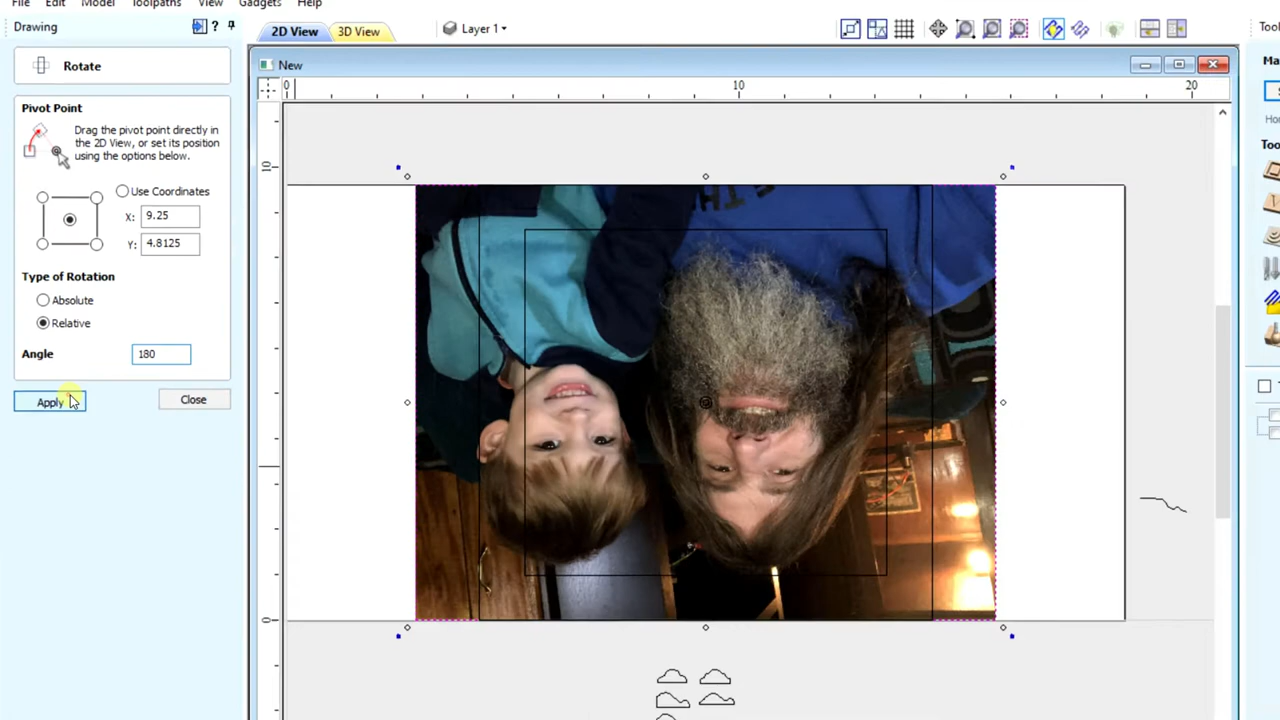 File Edit Model Toolpaths View Gadgets Help
Drawing ?
2D View 3D View Layer 1
Rotate
New
0 10 20
Pivot Point
Drag the pivot point directly in
the 2D View, or set its position
using the options below.
Use Coordinates
X: 9.25
Y: 4.8125
Type of Rotation
Absolute
Relative
Angle 180
Apply Close
10
0